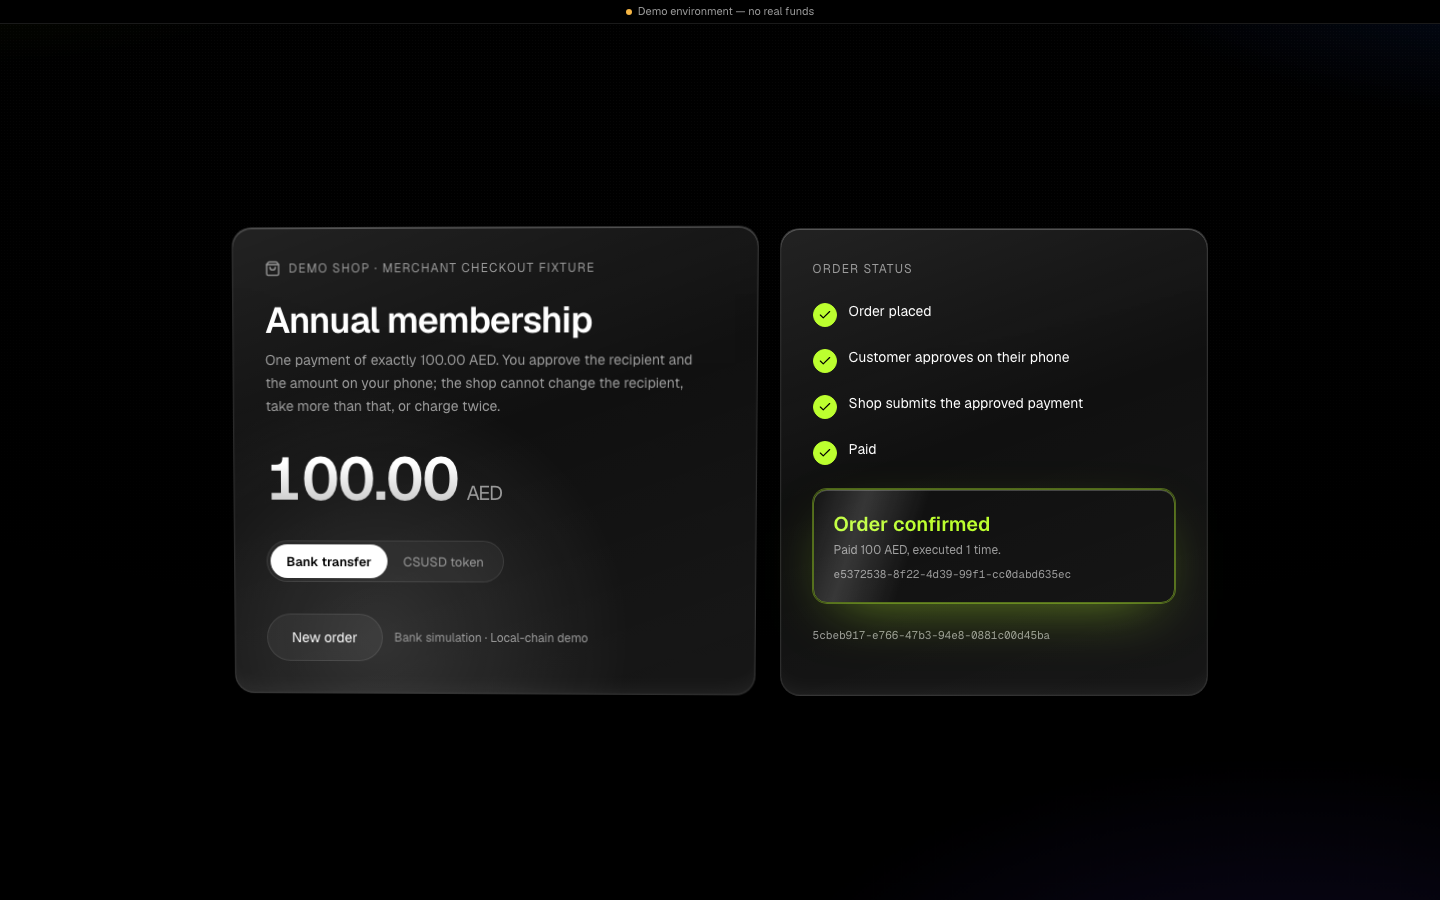 Demo environment — no real funds
DEMO SHOP · MERCHANT CHECKOUT FIXTURE
Annual membership
One payment of exactly 100.00 AED. You approve the recipient and
the amount on your phone; the shop cannot change the recipient,
take more than that, or charge twice.
100.00 AED
Bank transfer
CSUSD token
New order
Bank simulation · Local-chain demo
ORDER STATUS
Order placed
Customer approves on their phone
Shop submits the approved payment
Paid
Order confirmed
Paid 100 AED, executed 1 time.
e5372538-8f22-4d39-99f1-cc0dabd635ec
5cbeb917-e766-47b3-94e8-0881c00d45ba